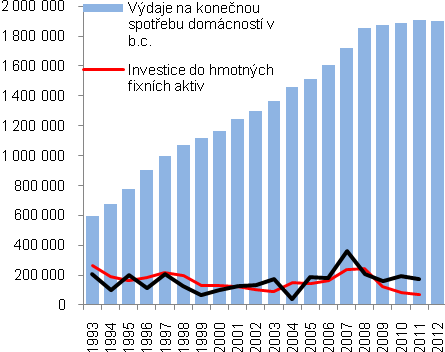 2 000 000
1 800 000
1 600 000
1 400 000
1 200 000
1 000 000
800 000
600 000
400 000
200 000
0
Výdaje na konečnou
spotřebu domácností v
b.c.
Investice do hmotných
fixních aktiv
1993
1994
1995
1996
1997
1998
1999
2000
2001
2002
2003
2004
2005
2006
2007
2008
2009
2010
2011
2012